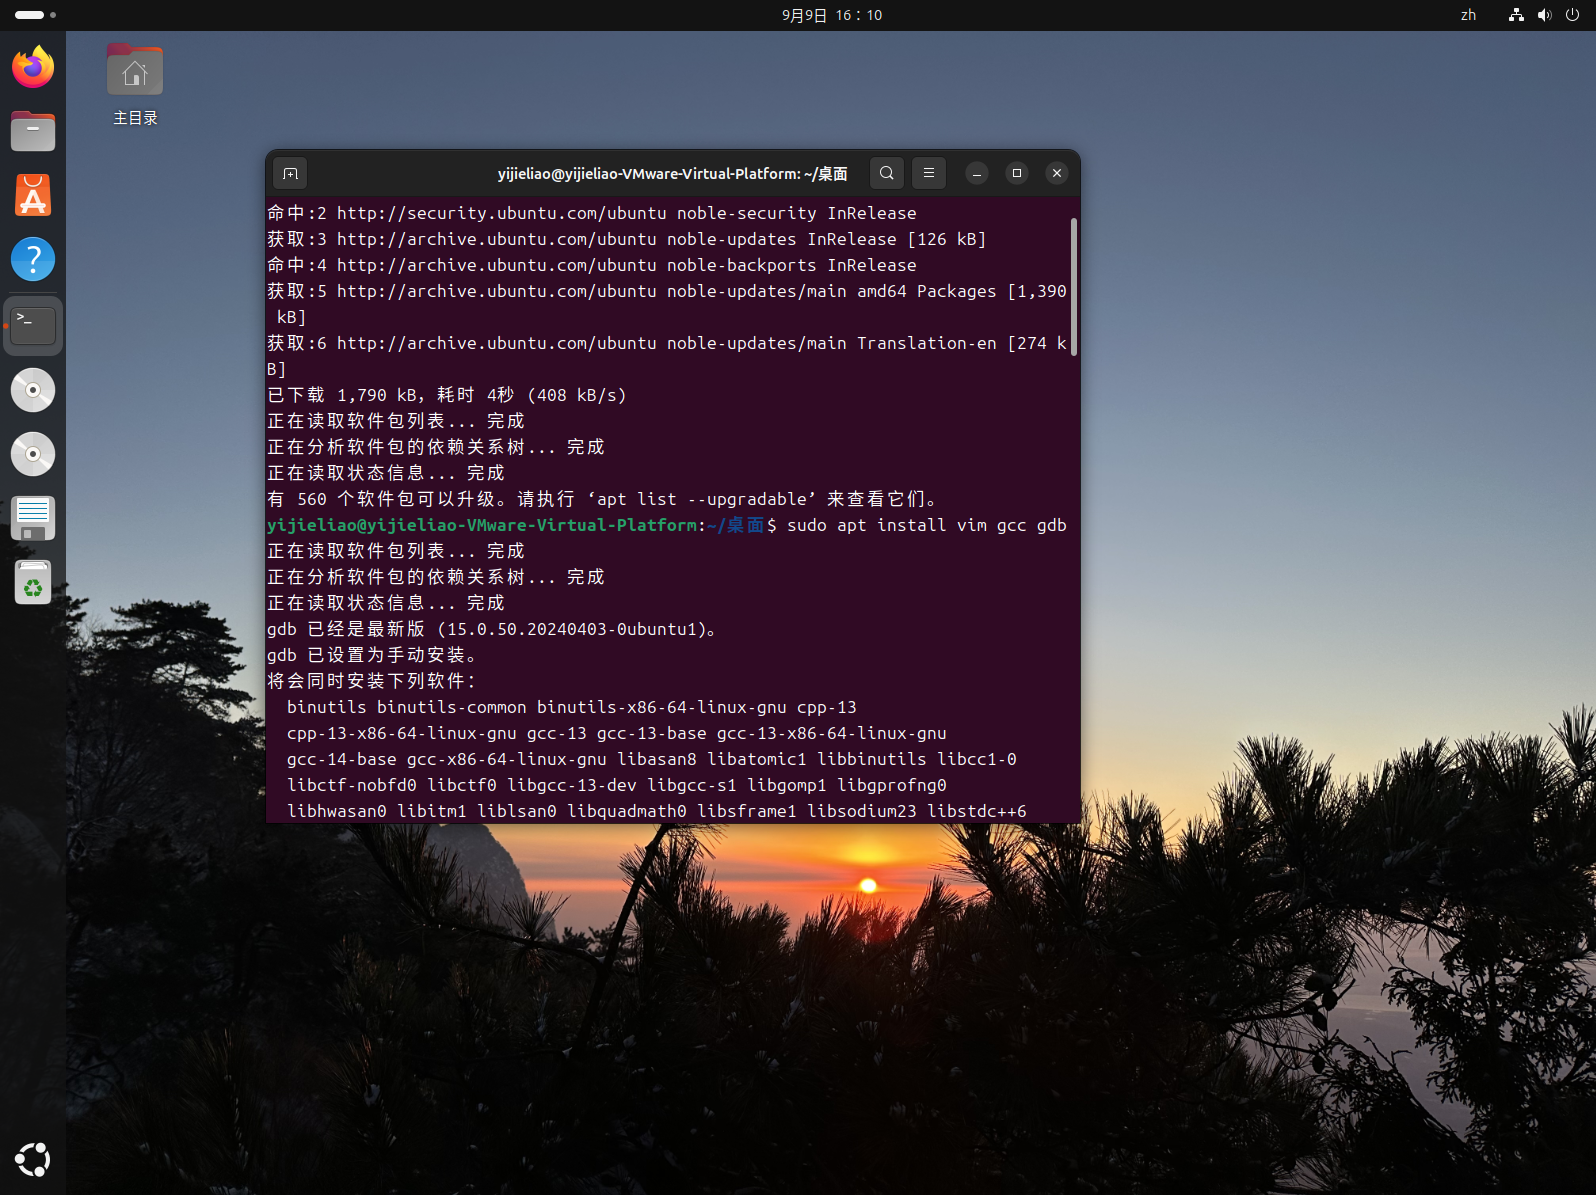 9月9日 16：10
zh
主目录
yijieliao@yijieliao-VMware-Virtual-Platform: ~/桌面
命中:2 http://security.ubuntu.com/ubuntu noble-security InRelease
获取:3 http://archive.ubuntu.com/ubuntu noble-updates InRelease [126 kB]
命中:4 http://archive.ubuntu.com/ubuntu noble-backports InRelease
获取:5 http://archive.ubuntu.com/ubuntu noble-updates/main amd64 Packages [1,390
kB]
获取:6 http://archive.ubuntu.com/ubuntu noble-updates/main Translation-en [274 k
B]
已下载 1,790 kB，耗时 4秒 (408 kB/s)
正在读取软件包列表... 完成
正在分析软件包的依赖关系树... 完成
正在读取状态信息... 完成
有 560 个软件包可以升级。请执行 ‘apt list --upgradable’ 来查看它们。
yijieliao@yijieliao-VMware-Virtual-Platform:~/桌面$ sudo apt install vim gcc gdb
正在读取软件包列表... 完成
正在分析软件包的依赖关系树... 完成
正在读取状态信息... 完成
gdb 已经是最新版 (15.0.50.20240403-0ubuntu1)。
gdb 已设置为手动安装。
将会同时安装下列软件：
binutils binutils-common binutils-x86-64-linux-gnu cpp-13
cpp-13-x86-64-linux-gnu gcc-13 gcc-13-base gcc-13-x86-64-linux-gnu
gcc-14-base gcc-x86-64-linux-gnu libasan8 libatomic1 libbinutils libcc1-0
libctf-nobfd0 libctf0 libgcc-13-dev libgcc-s1 libgomp1 libgprofng0
libhwasan0 libitm1 liblsan0 libquadmath0 libsframe1 libsodium23 libstdc++6